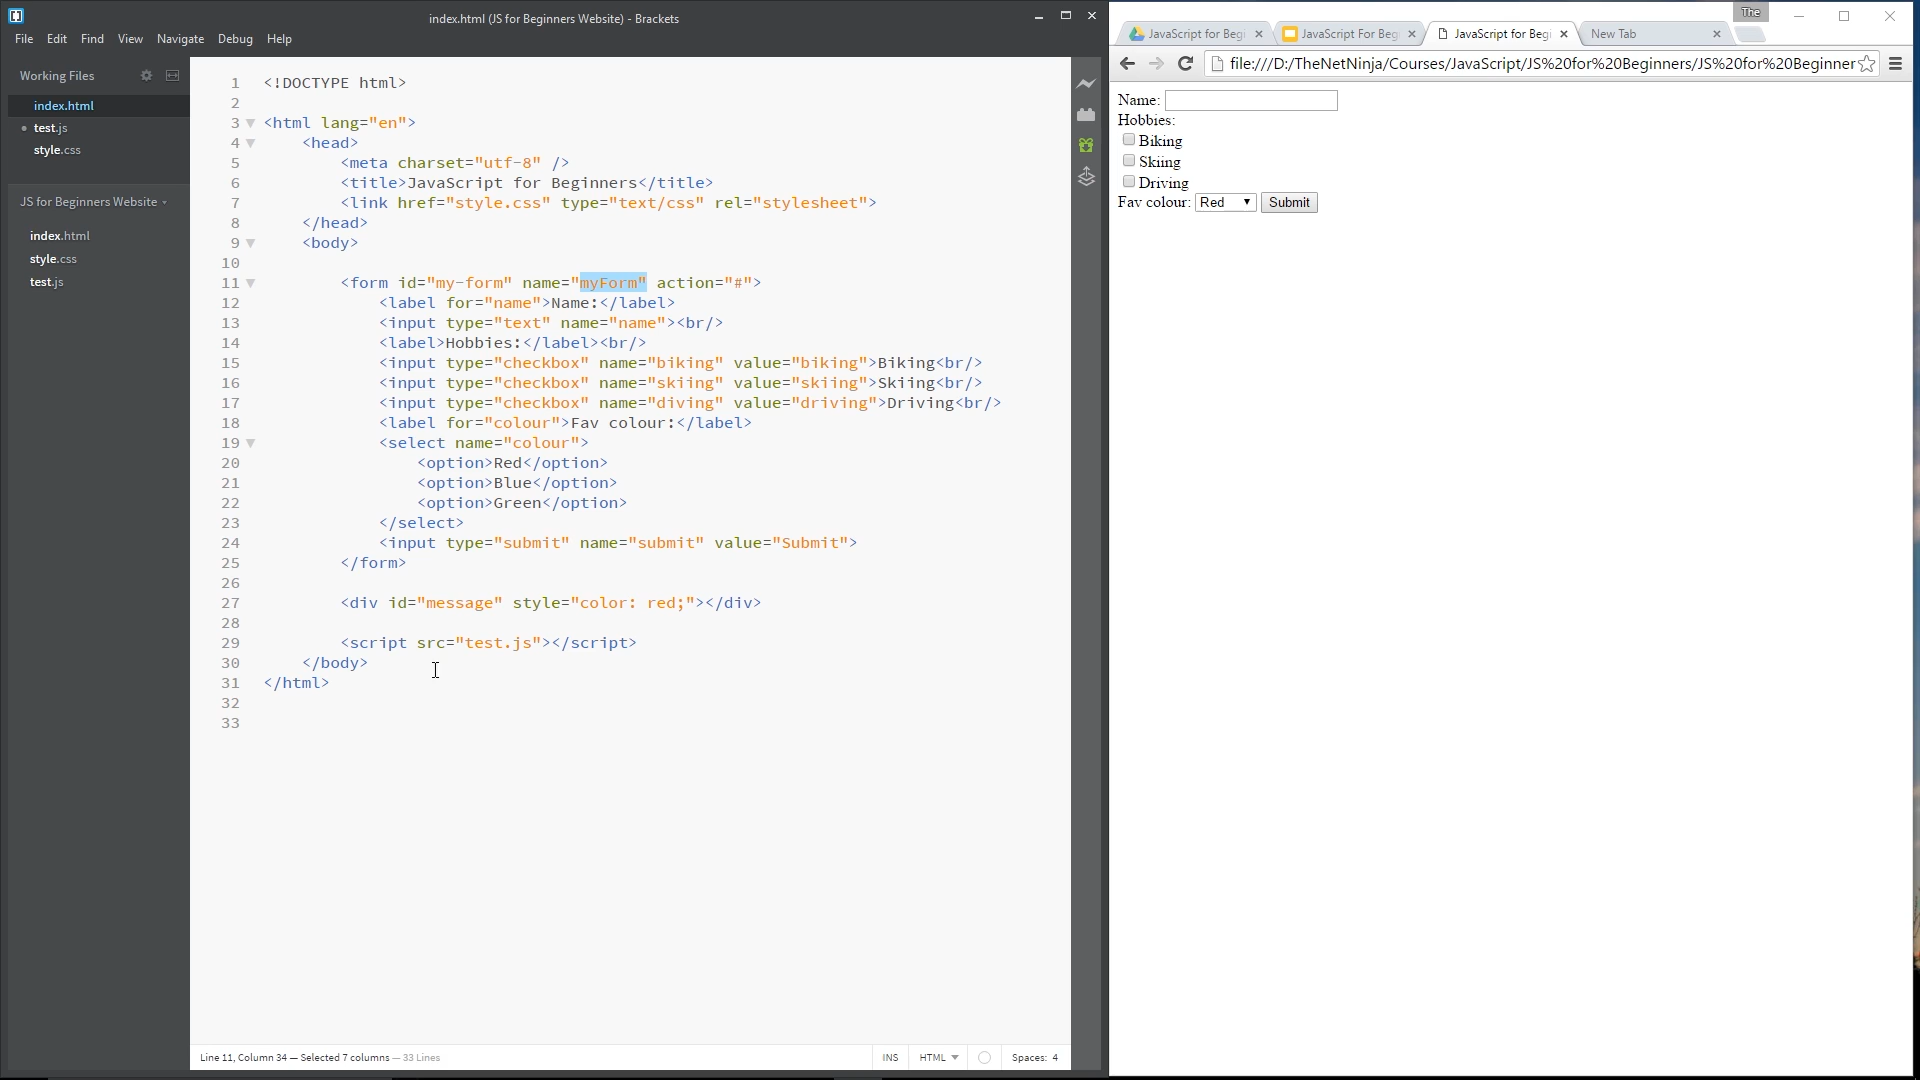 index.html (JS for Beginners Website) - Brackets
File Edit Find View Navigate Debug Help
Working Files
index.html
test.js
style.css
JS for Beginners Website
index.html
style.css
test.js
1 <!DOCTYPE html>
2
3 <html lang="en">
4 <head>
5 <meta charset="utf-8" />
6 <title>JavaScript for Beginners</title>
7 <link href="style.css" type="text/css" rel="stylesheet">
8 </head>
9 <body>
10
11 <form id="my-form" name="myForm" action="#">
12 <label for="name">Name:</label>
13 <input type="text" name="name"><br/>
14 <label>Hobbies:</label><br/>
15 <input type="checkbox" name="biking" value="biking">Biking<br/>
16 <input type="checkbox" name="skiing" value="skiing">Skiing<br/>
17 <input type="checkbox" name="diving" value="driving">Driving<br/>
18 <label for="colour">Fav colour:</label>
19 <select name="colour">
20 <option>Red</option>
21 <option>Blue</option>
22 <option>Green</option>
23 </select>
24 <input type="submit" name="submit" value="Submit">
25 </form>
26
27 <div id="message" style="color: red;"></div>
28
29 <script src="test.js"></script>
30 </body>
31 </html>
32
33
Line 11, Column 34 — Selected 7 columns — 33 Lines
INS HTML Spaces: 4
The
JavaScript for Begi
JavaScript For Beg
JavaScript for Begi
New Tab
file:///D:/TheNetNinja/Courses/JavaScript/JS%20for%20Beginners/JS%20for%20Beginner
Name:
Hobbies:
Biking
Skiing
Driving
Fav colour: Red Submit